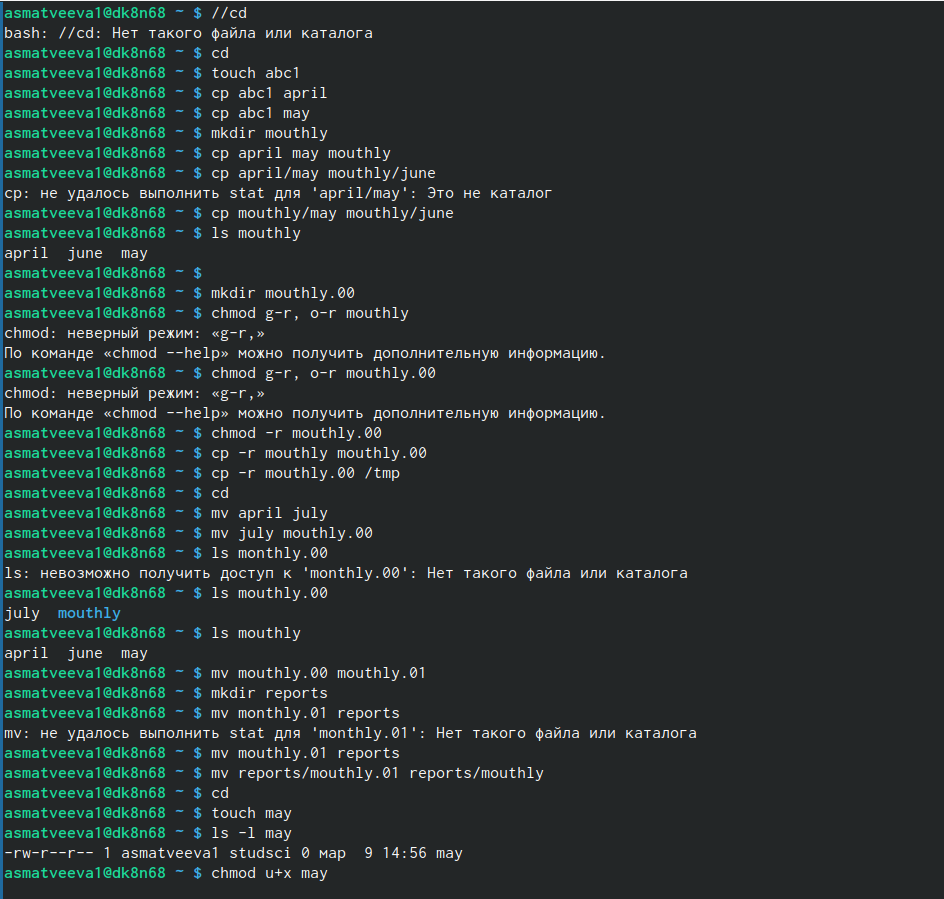 asmatveeva1@dk8n68 ~ $ //cd
bash: //cd: Нет такого файла или каталога
asmatveeva1@dk8n68 ~ $ cd
asmatveeva1@dk8n68 ~ $ touch abc1
asmatveeva1@dk8n68 ~ $ cp abc1 april
asmatveeva1@dk8n68 ~ $ cp abc1 may
asmatveeva1@dk8n68 ~ $ mkdir mouthly
asmatveeva1@dk8n68 ~ $ cp april may mouthly
asmatveeva1@dk8n68 ~ $ cp april/may mouthly/june
cp: не удалось выполнить stat для 'april/may': Это не каталог
asmatveeva1@dk8n68 ~ $ cp mouthly/may mouthly/june
asmatveeva1@dk8n68 ~ $ ls mouthly
april  june  may
asmatveeva1@dk8n68 ~ $
asmatveeva1@dk8n68 ~ $ mkdir mouthly.00
asmatveeva1@dk8n68 ~ $ chmod g-r, o-r mouthly
chmod: неверный режим: «g-r,»
По команде «chmod --help» можно получить дополнительную информацию.
asmatveeva1@dk8n68 ~ $ chmod g-r, o-r mouthly.00
chmod: неверный режим: «g-r,»
По команде «chmod --help» можно получить дополнительную информацию.
asmatveeva1@dk8n68 ~ $ chmod -r mouthly.00
asmatveeva1@dk8n68 ~ $ cp -r mouthly mouthly.00
asmatveeva1@dk8n68 ~ $ cp -r mouthly.00 /tmp
asmatveeva1@dk8n68 ~ $ cd
asmatveeva1@dk8n68 ~ $ mv april july
asmatveeva1@dk8n68 ~ $ mv july mouthly.00
asmatveeva1@dk8n68 ~ $ ls monthly.00
ls: невозможно получить доступ к 'monthly.00': Нет такого файла или каталога
asmatveeva1@dk8n68 ~ $ ls mouthly.00
july  mouthly
asmatveeva1@dk8n68 ~ $ ls mouthly
april  june  may
asmatveeva1@dk8n68 ~ $ mv mouthly.00 mouthly.01
asmatveeva1@dk8n68 ~ $ mkdir reports
asmatveeva1@dk8n68 ~ $ mv monthly.01 reports
mv: не удалось выполнить stat для 'monthly.01': Нет такого файла или каталога
asmatveeva1@dk8n68 ~ $ mv mouthly.01 reports
asmatveeva1@dk8n68 ~ $ mv reports/mouthly.01 reports/mouthly
asmatveeva1@dk8n68 ~ $ cd
asmatveeva1@dk8n68 ~ $ touch may
asmatveeva1@dk8n68 ~ $ ls -l may
-rw-r--r-- 1 asmatveeva1 studsci 0 мар  9 14:56 may
asmatveeva1@dk8n68 ~ $ chmod u+x may